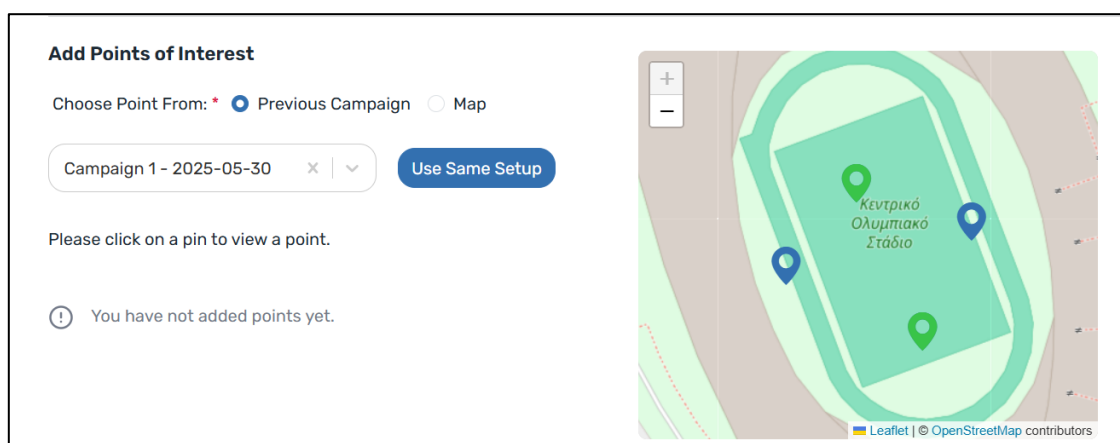 Add Points of Interest
Choose Point From: * Previous Campaign Map
Campaign 1 - 2025-05-30
Use Same Setup
Please click on a pin to view a point.
You have not added points yet.
+
−
Κεντρικό
Ολυμπιακό
Στάδιο
Leaflet | © OpenStreetMap contributors